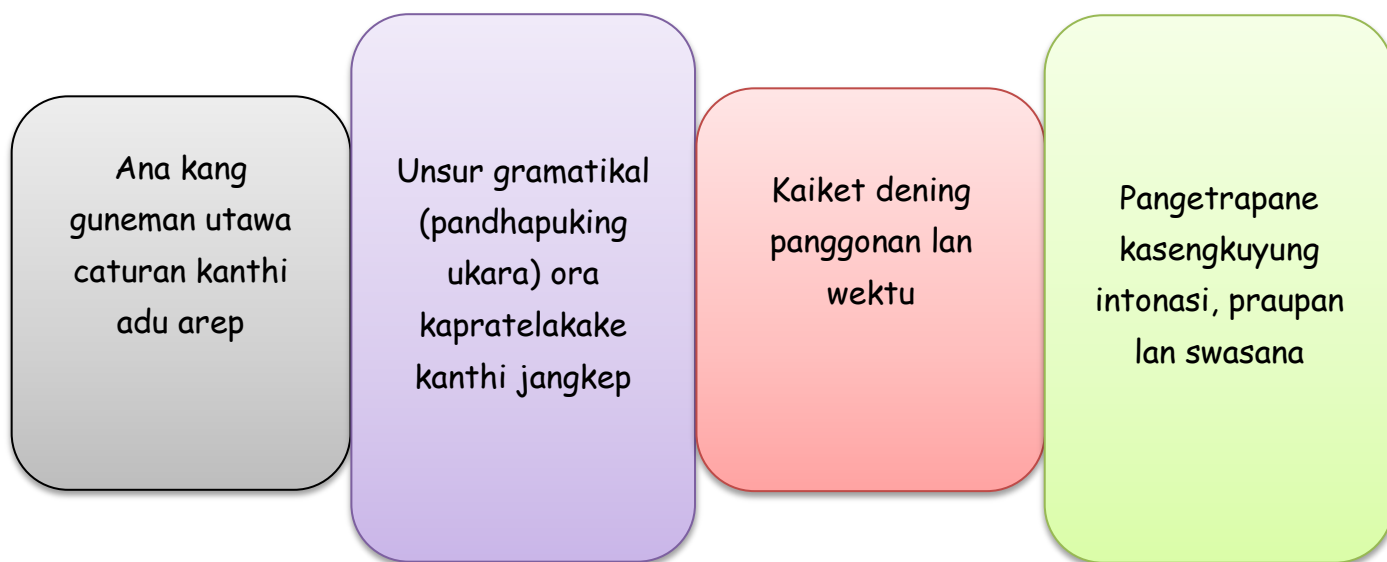 Ana kang
guneman utawa
caturan kanthi
adu arep
Unsur gramatikal
(pandhapuking
ukara) ora
kapratelakake
kanthi jangkep
Kaiket dening
panggonan lan
wektu
Pangetrapane
kasengkuyung
intonasi, praupan
lan swasana